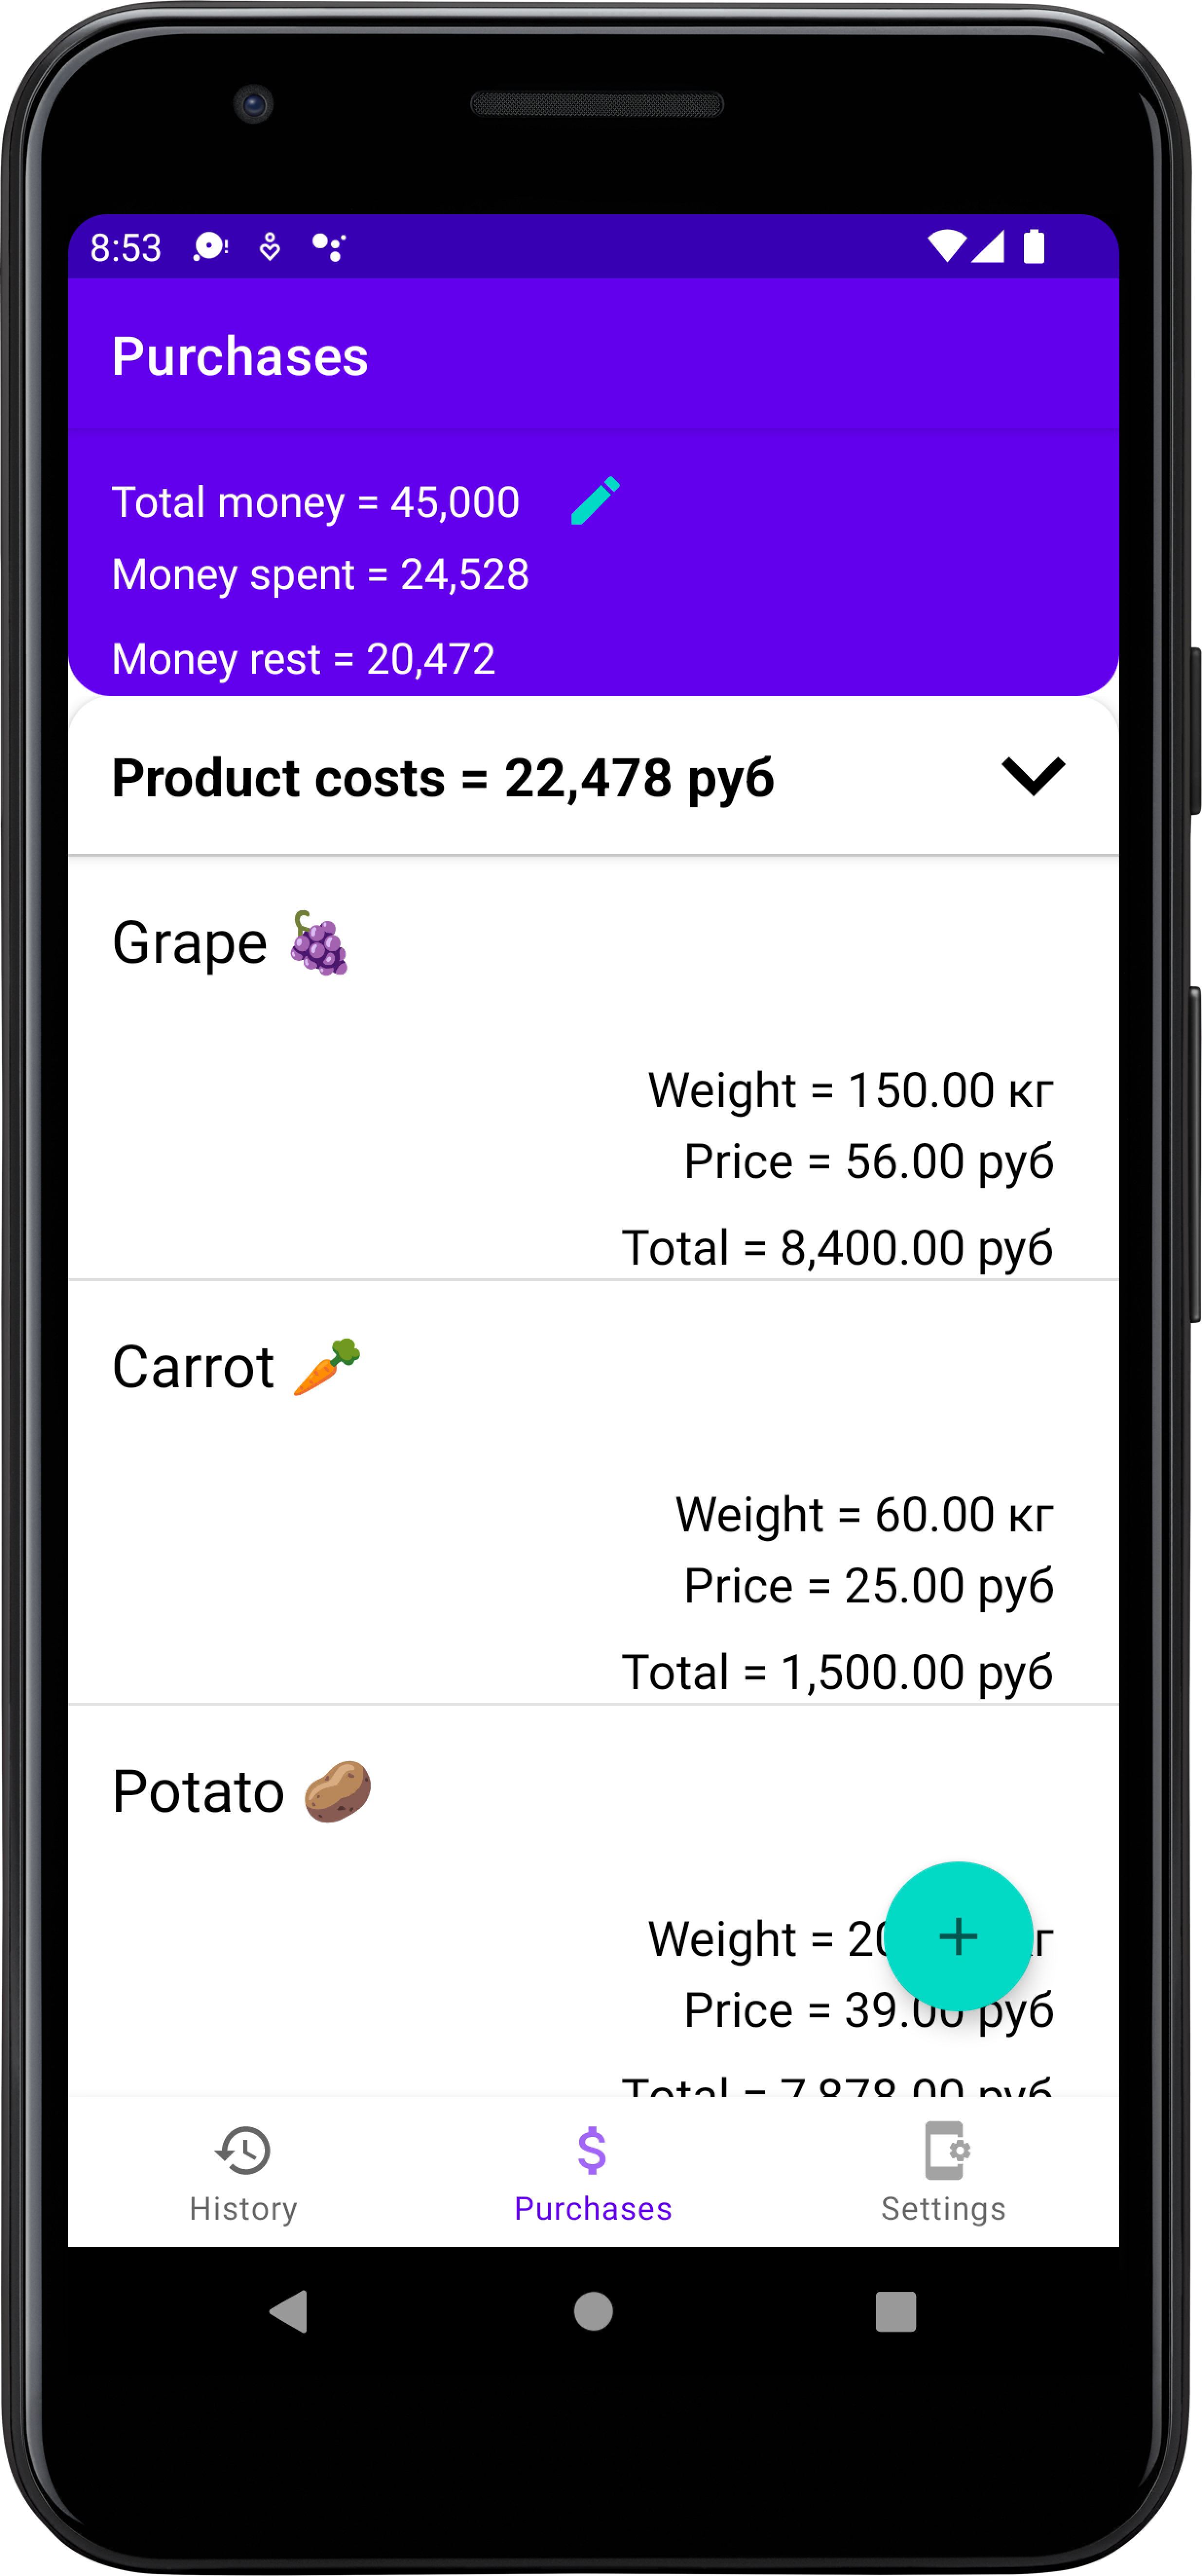 8:53
Purchases
Total money = 45,000
Money spent = 24,528
Money rest = 20,472
Product costs = 22,478 руб
Grape
Weight = 150.00 кг
Price = 56.00 руб
Total = 8,400.00 руб
Carrot
Weight = 60.00 кг
Price = 25.00 руб
Total = 1,500.00 руб
Potato
Weight =
Price = 39.00 руб
Total = 7,878.00 руб
History
Purchases
Settings